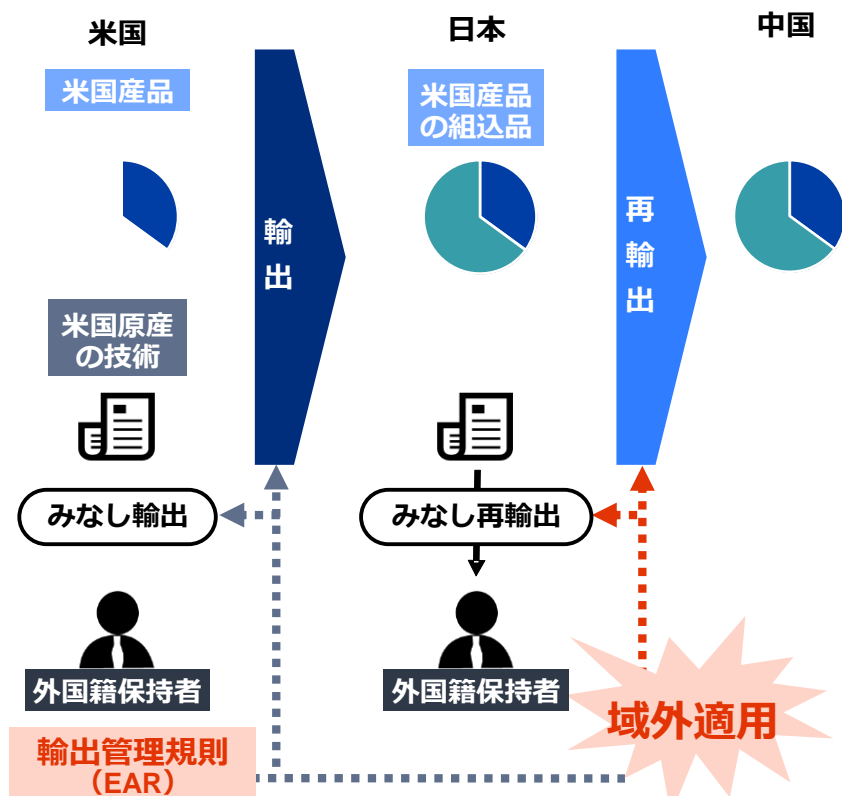 米国
日本
中国
米国産品
米国産品
の組込品
輸出
再輸出
米国原産
の技術
みなし輸出
みなし再輸出
外国籍保持者
外国籍保持者
域外適用
輸出管理規則
（EAR）